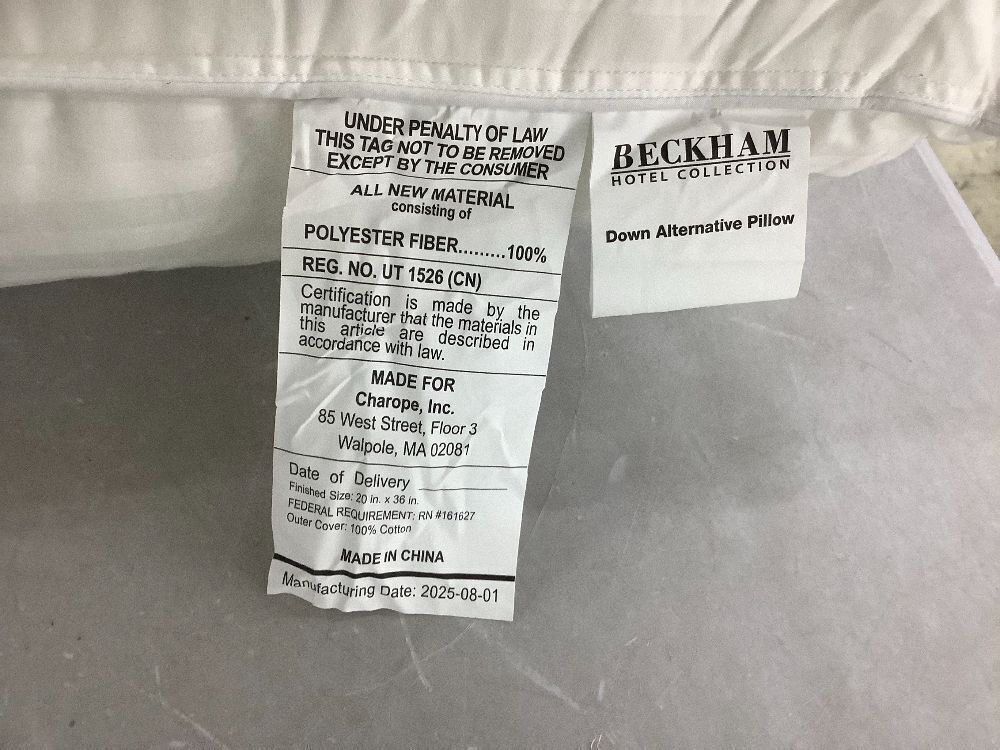 UNDER PENALTY OF LAW
THIS TAG NOT TO BE REMOVED
EXCEPT BY THE CONSUMER
ALL NEW MATERIAL
consisting of
POLYESTER FIBER.........100%
REG. NO. UT 1526 (CN)
Certification is made by the
manufacturer that the materials in
this article are described in
accordance with law.
MADE FOR
Charope, Inc.
85 West Street, Floor 3
Walpole, MA 02081
Date of Delivery
Finished Size: 20 in. x 36 in.
FEDERAL REQUIREMENT: RN #161627
Outer Cover: 100% Cotton
MADE IN CHINA
Manufacturing Date: 2025-08-01
BECKHAM
HOTEL COLLECTION
Down Alternative Pillow